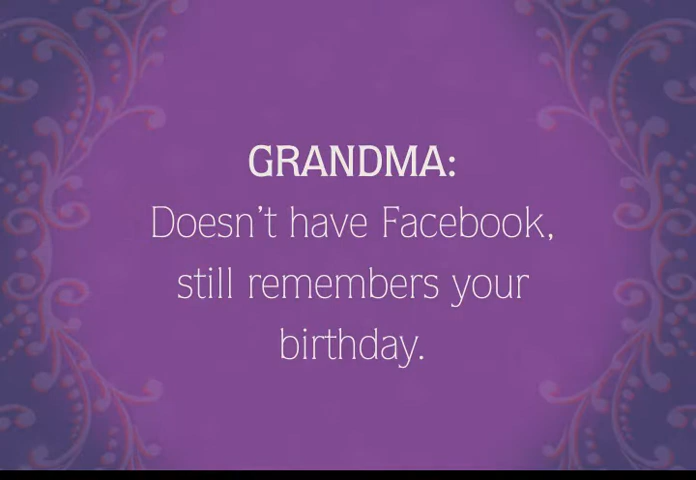 GRANDMA:
Doesn't have Facebook,
still remembers your
birthday.